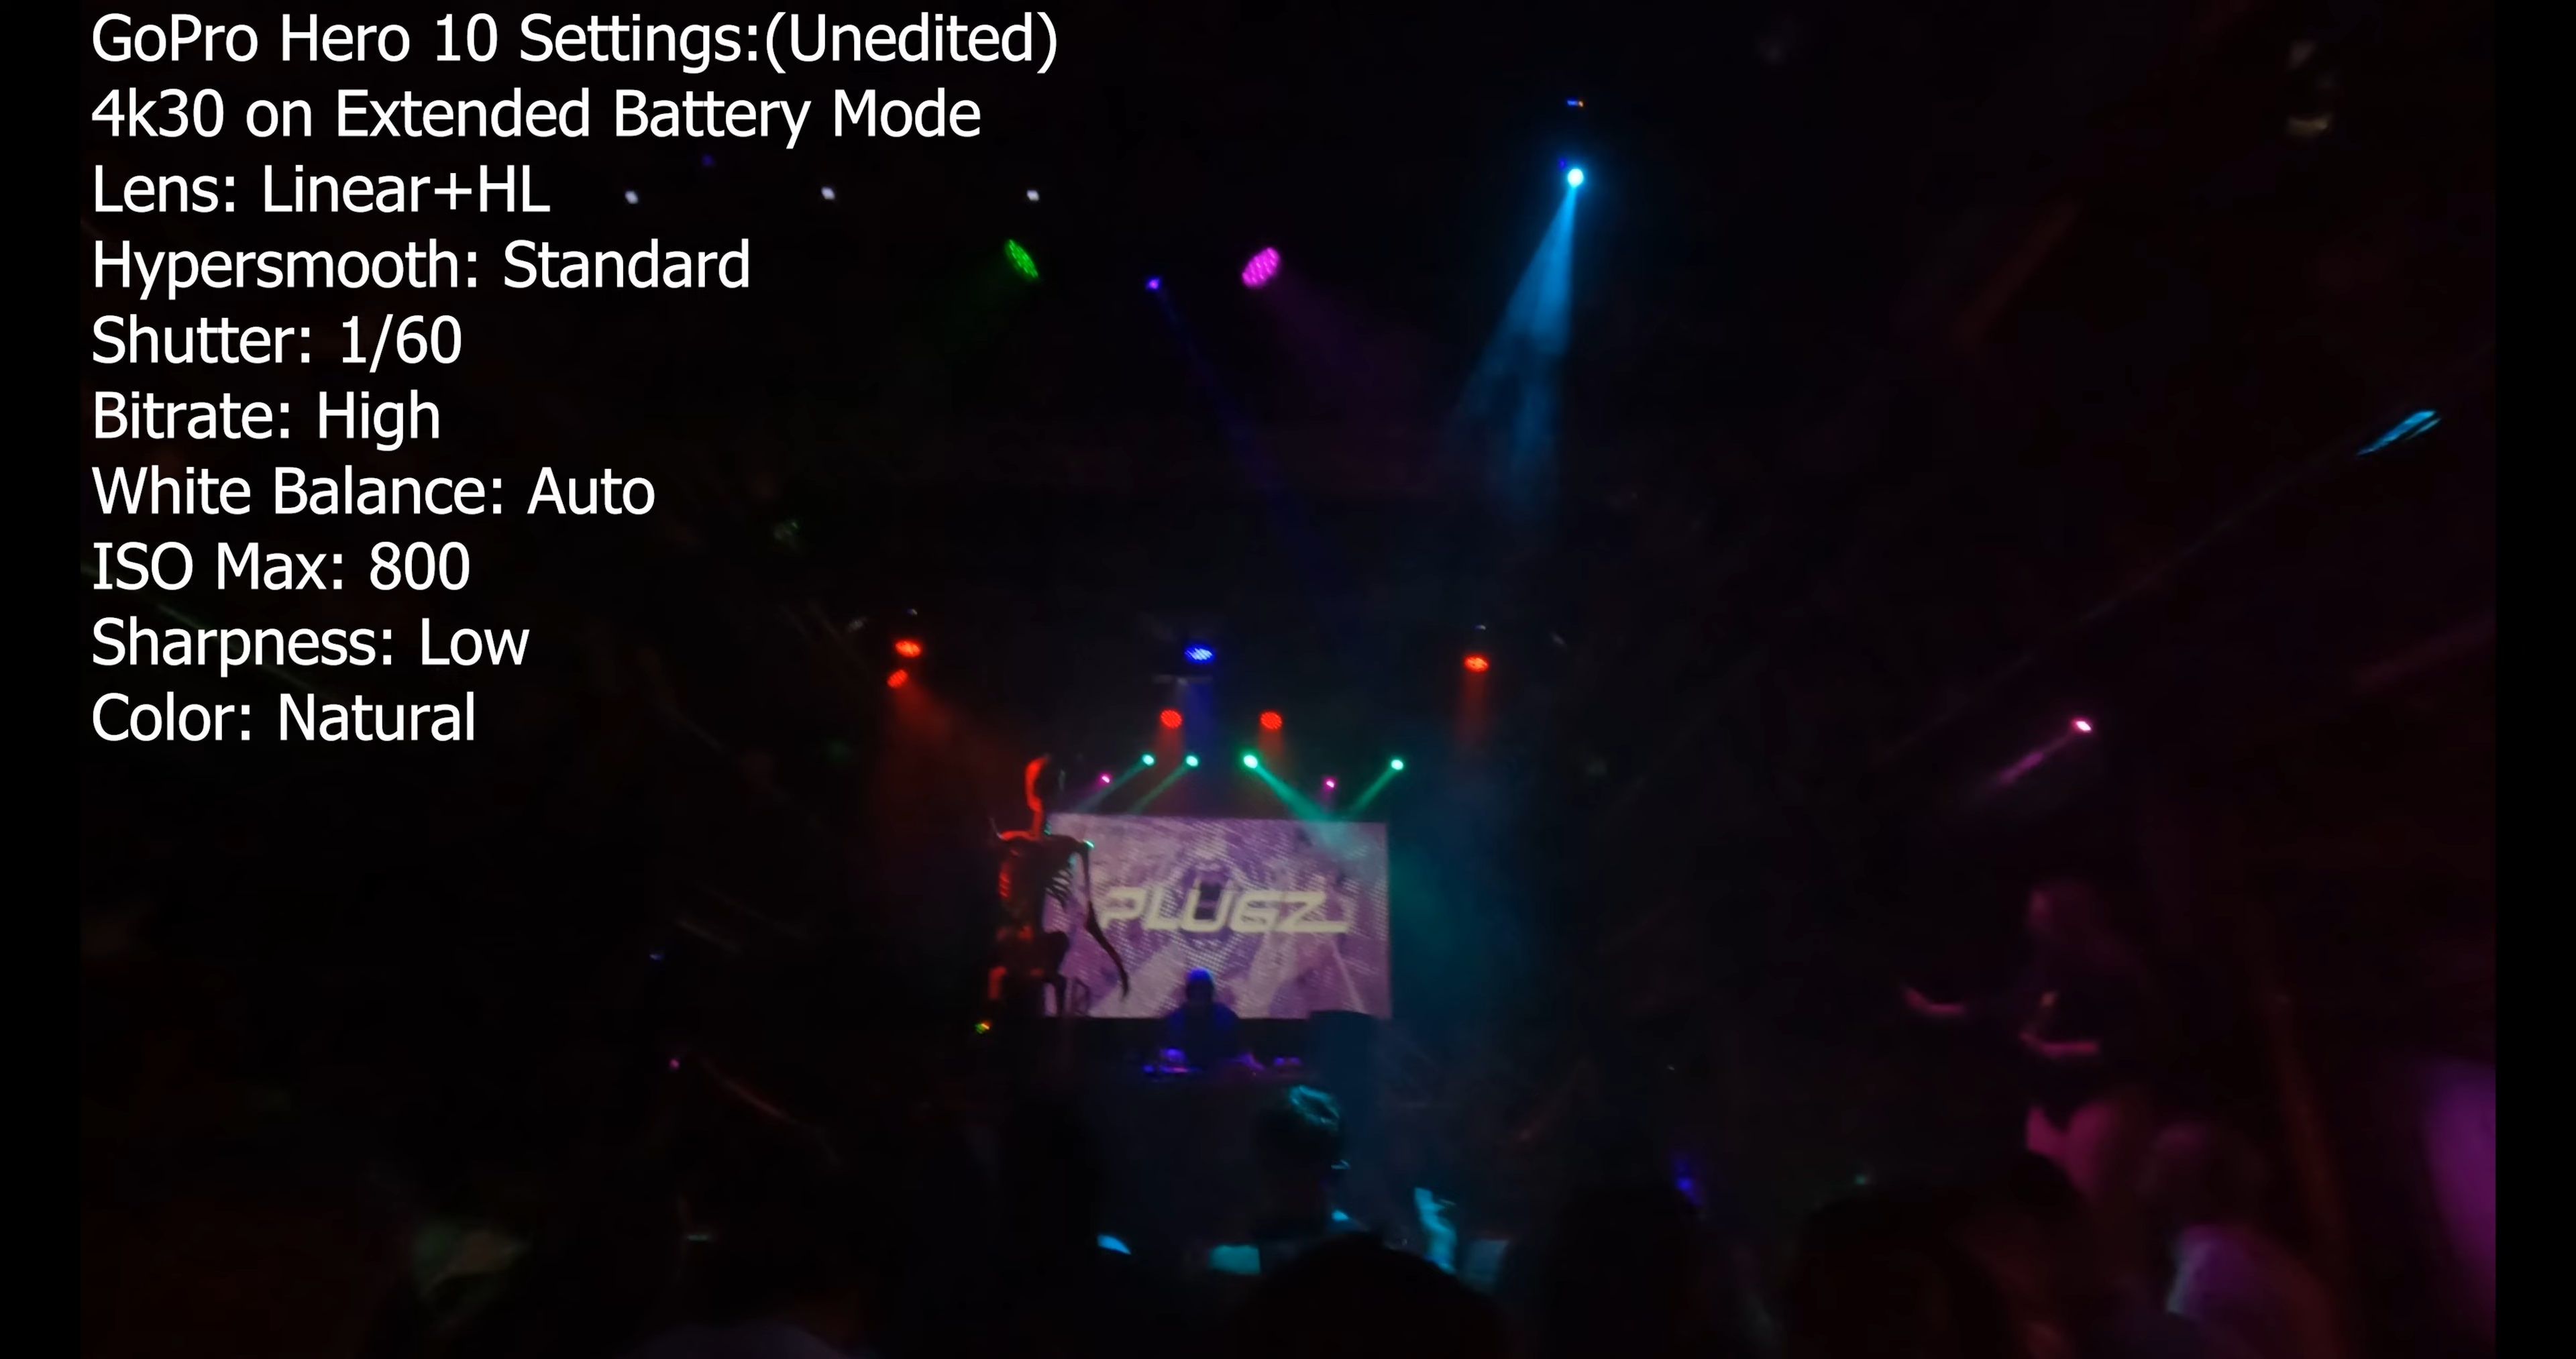 GoPro Hero 10 Settings:(Unedited)
4k30 on Extended Battery Mode
Lens: Linear+HL
Hypersmooth: Standard
Shutter: 1/60
Bitrate: High
White Balance: Auto
ISO Max: 800
Sharpness: Low
Color: Natural
PLUGZ